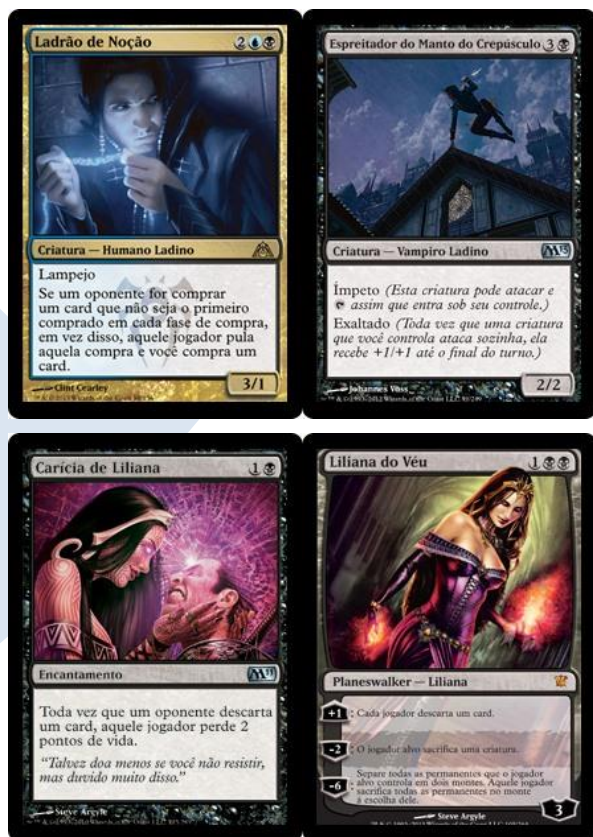 Ladrão de Noção 2
Criatura — Humano Ladino
Lampejo
Se um oponente for comprar
um card que não seja o primeiro
comprado em cada fase de compra,
em vez disso, aquele jogador pula
aquela compra e você compra um
card.
Clint Cearley
3/1
Espreitador do Manto do Crepúsculo 3
Criatura — Vampiro Ladino
M13
Ímpeto (Esta criatura pode atacar e
assim que entra sob seu controle.)
Exaltado (Toda vez que uma criatura
que você controla ataca sozinha, ela
recebe +1/+1 até o final do turno.)
Johannes Voss
2/2
Carícia de Liliana 1
Encantamento
M11
Toda vez que um oponente descarta
um card, aquele jogador perde 2
pontos de vida.
“Talvez doa menos se você não resistir,
mas duvido muito disso.”
Steve Argyle
Liliana do Véu 1
Planeswalker — Liliana
+1 : Cada jogador descarta um card.
-2 : O jogador alvo sacrifica uma criatura.
-6 : Separe todas as permanentes que o jogador
alvo controla em dois montes. Aquele jogador
sacrifica todas as permanentes no monte
à escolha dele.
Steve Argyle
3